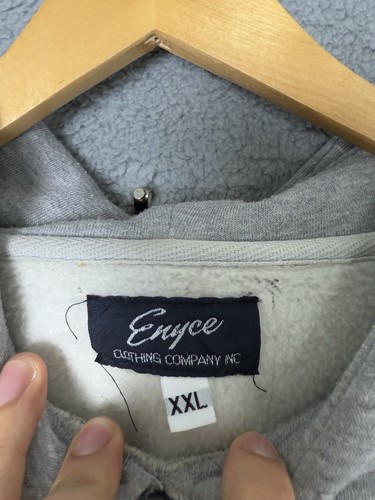 Enyce
CLOTHING COMPANY INC
XXL